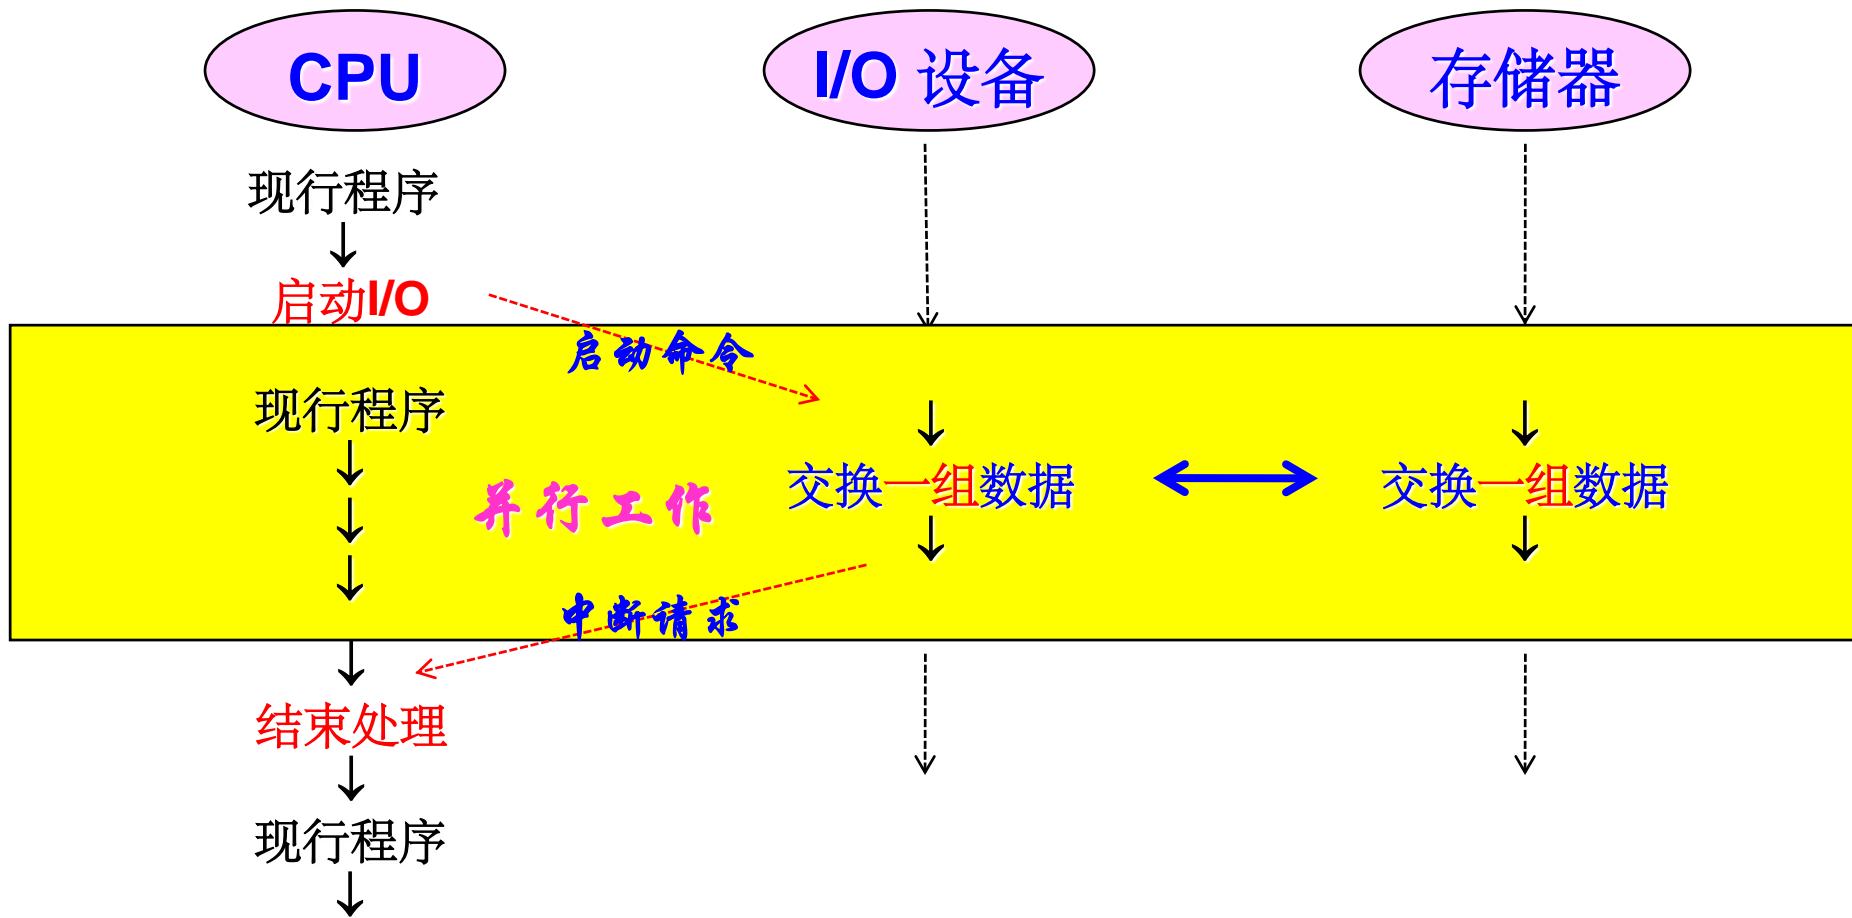 CPU
I/O 设备
存储器
现行程序
启动I/O
启动命令
现行程序
并行工作
交换一组数据
交换一组数据
中断请求
结束处理
现行程序